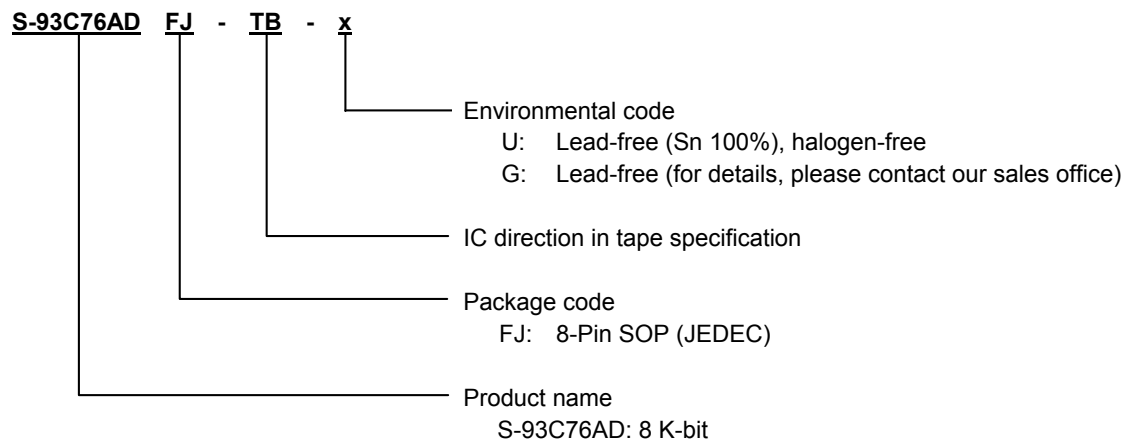 S-93C76AD FJ - TB - x
Environmental code
U: Lead-free (Sn 100%), halogen-free
G: Lead-free (for details, please contact our sales office)
IC direction in tape specification
Package code
FJ: 8-Pin SOP (JEDEC)
Product name
S-93C76AD: 8 K-bit